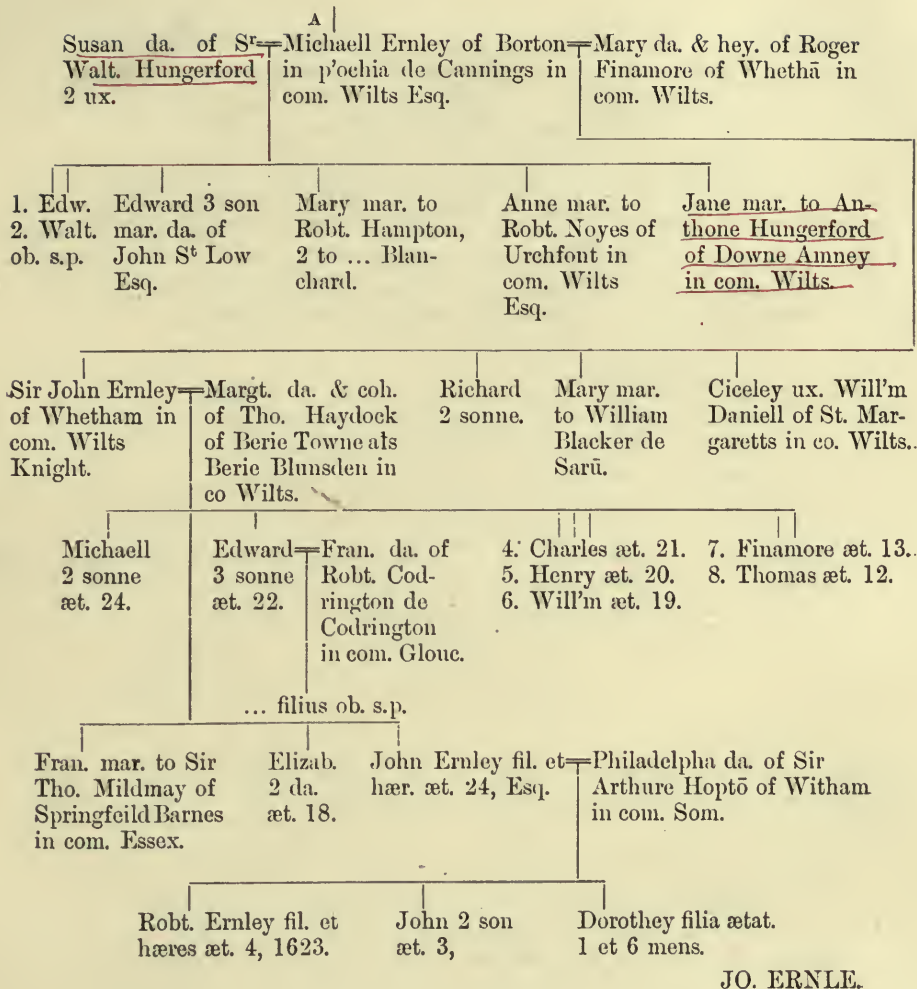 A
Susan da. of Sʳ
Walt. Hungerford
2 ux.
Michaell Ernley of Borton
in p'ochia de Cannings in
com. Wilts Esq.
Mary da. & hey. of Roger
Finamore of Whethā in
com. Wilts.
1. Edw.
2. Walt.
ob. s.p.
Edward 3 son
mar. da. of
John Sᵗ Low
Esq.
Mary mar. to
Robt. Hampton,
2 to ... Blan-
chard.
Anne mar. to
Robt. Noyes of
Urchfont in
com. Wilts
Esq.
Jane mar. to An-
thone Hungerford
of Downe Amney
in com. Wilts.
Sir John Ernley
of Whetham in
com. Wilts
Knight.
Margt. da. & coh.
of Tho. Haydock
of Berie Towne als
Berie Blunsden in
co Wilts.
Richard
2 sonne.
Mary mar.
to William
Blacker de
Sarū.
Ciceley ux. Will'm
Daniell of St. Mar-
garetts in co. Wilts.
Michaell
2 sonne
æt. 24.
Edward
3 sonne
æt. 22.
Fran. da. of
Robt. Cod-
rington de
Codrington
in com. Glouc.
4. Charles æt. 21.
5. Henry æt. 20.
6. Will'm æt. 19.
7. Finamore æt. 13.
8. Thomas æt. 12.
... filius ob. s.p.
Fran. mar. to Sir
Tho. Mildmay of
Springfeild Barnes
in com. Essex.
Elizab.
2 da.
æt. 18.
John Ernley fil. et
hær. æt. 24, Esq.
Philadelpha da. of Sir
Arthure Hoptō of Witham
in com. Som.
Robt. Ernley fil. et
hæres æt. 4, 1623.
John 2 son
æt. 3,
Dorothey filia ætat.
1 et 6 mens.
JO. ERNLE.